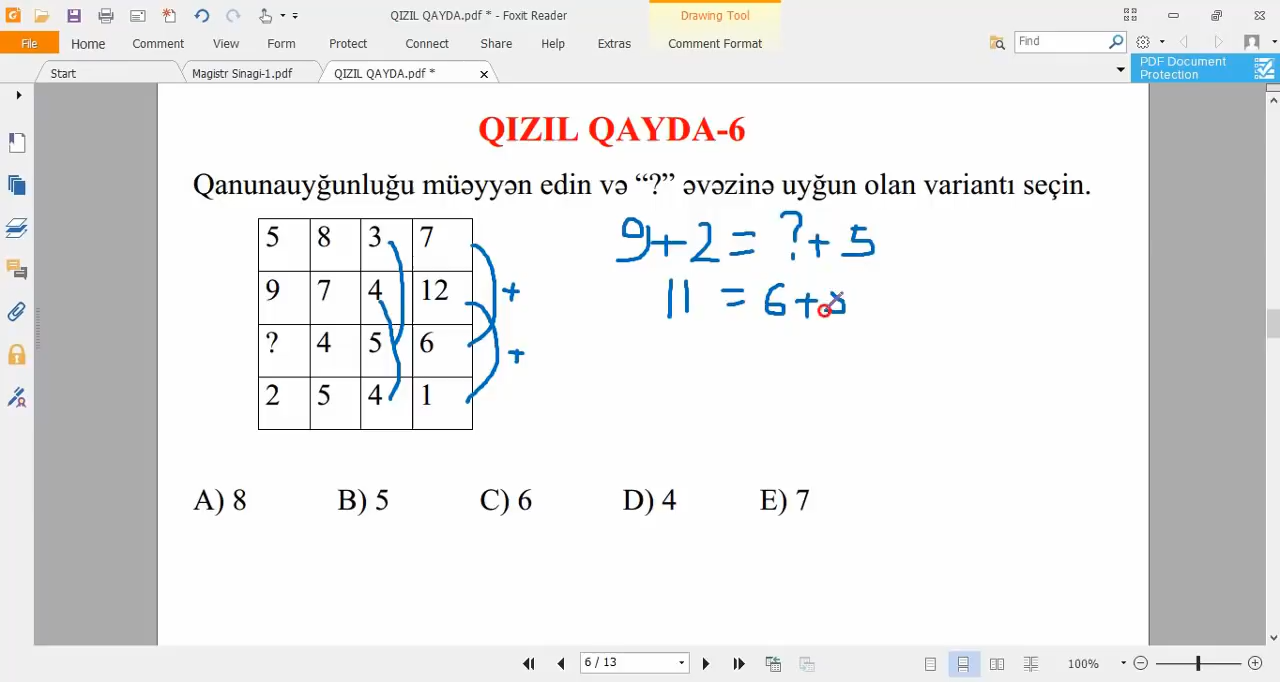 QIZIL QAYDA.pdf * - Foxit Reader
Drawing Tool
File Home Comment View Form Protect Connect Share Help Extras Comment Format
Find
Start Magistr Sinagi-1.pdf QIZIL QAYDA.pdf *
PDF Document Protection
QIZIL QAYDA-6
Qanunauyğunluğu müəyyən edin və “?” əvəzinə uyğun olan variantı seçin.
5 8 3 7
9 7 4 12
? 4 5 6
2 5 4 1
+
+
9+2=?+5
11 = 6+
A) 8 B) 5 C) 6 D) 4 E) 7
6 / 13
100%